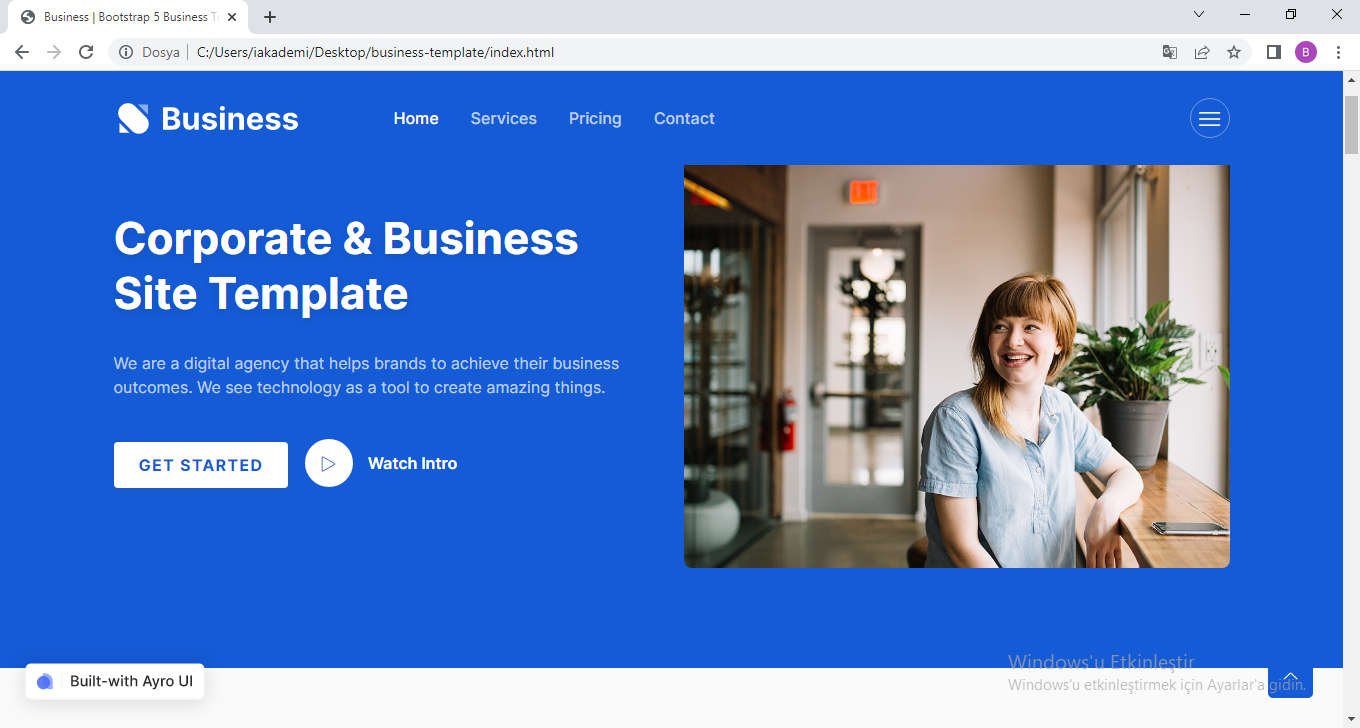 Business | Bootstrap 5 Business T
Dosya
C:/Users/iakademi/Desktop/business-template/index.html
B
Business
Home
Services
Pricing
Contact
Corporate & Business
Site Template
We are a digital agency that helps brands to achieve their business
outcomes. We see technology as a tool to create amazing things.
GET STARTED
Watch Intro
Built-with Ayro UI
Windows'u Etkinleştir
Windows'u etkinleştirmek için Ayarlar'a gidin.